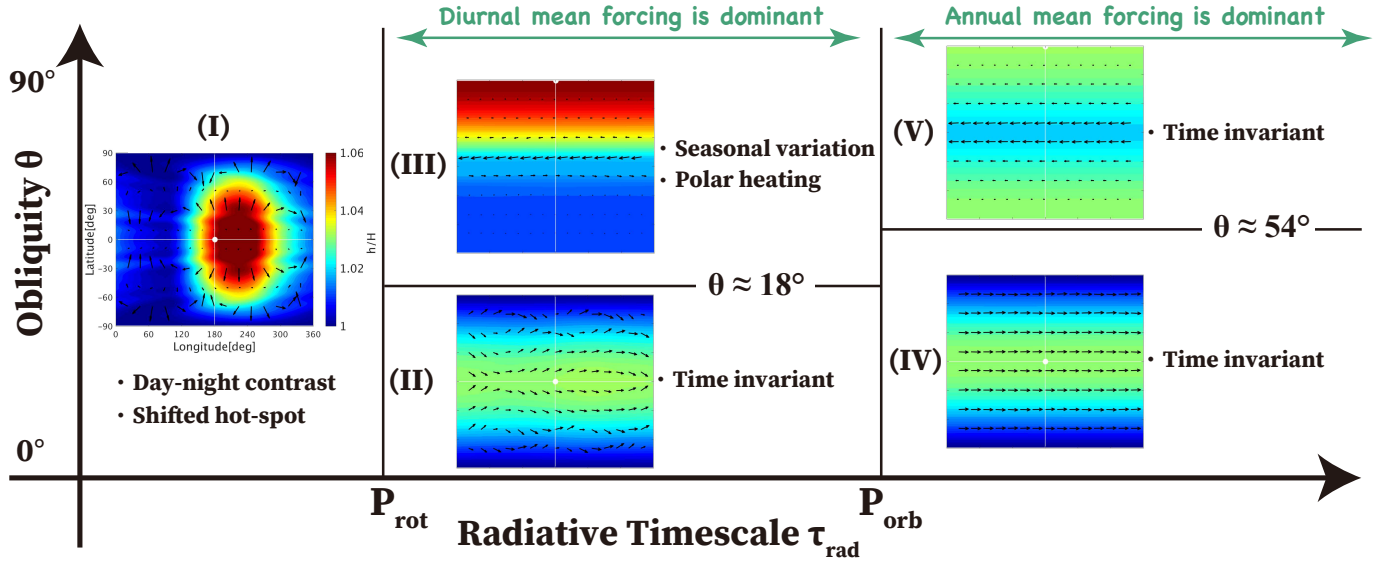 Diurnal mean forcing is dominant
Annual mean forcing is dominant
90°
Obliquity θ
0°
(I)
90
60
30
0
−30
−60
−90
Latitude[deg]
0 60 120 180 240 300 360
Longitude[deg]
1.06
1.04
1.02
1
h/H
· Day-night contrast
· Shifted hot-spot
(III)
· Seasonal variation
· Polar heating
θ ≈ 18°
(II)
· Time invariant
(V)
· Time invariant
θ ≈ 54°
(IV)
· Time invariant
P_rot
P_orb
Radiative Timescale τ_rad